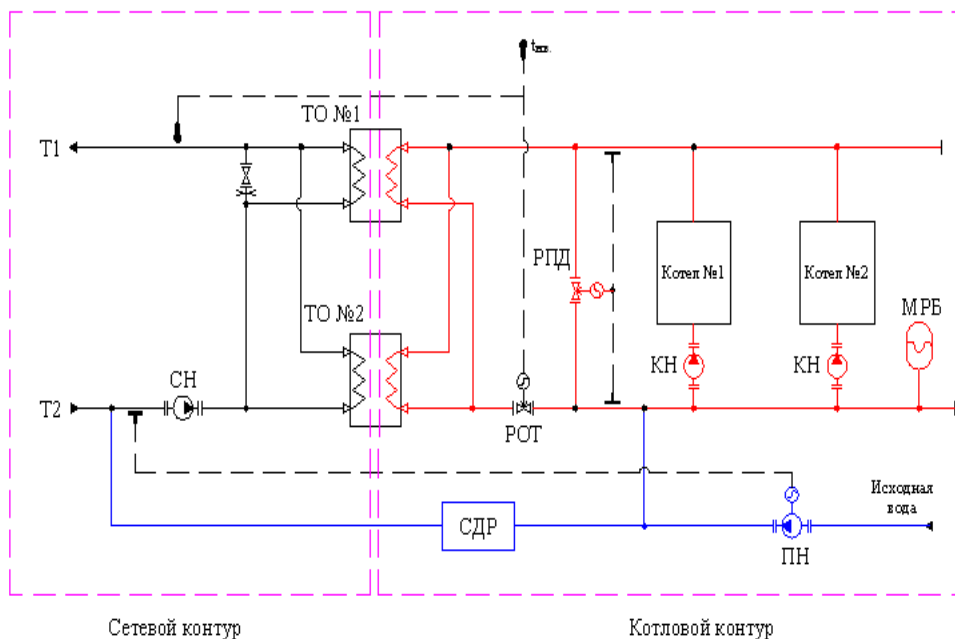 tнв.
ТО №1
Т1
РПД
Котел №1
Котел №2
МРБ
ТО №2
КН
КН
СН
Т2
РОТ
Исходная
вода
СДР
ПН
Сетевой контур
Котловой контур